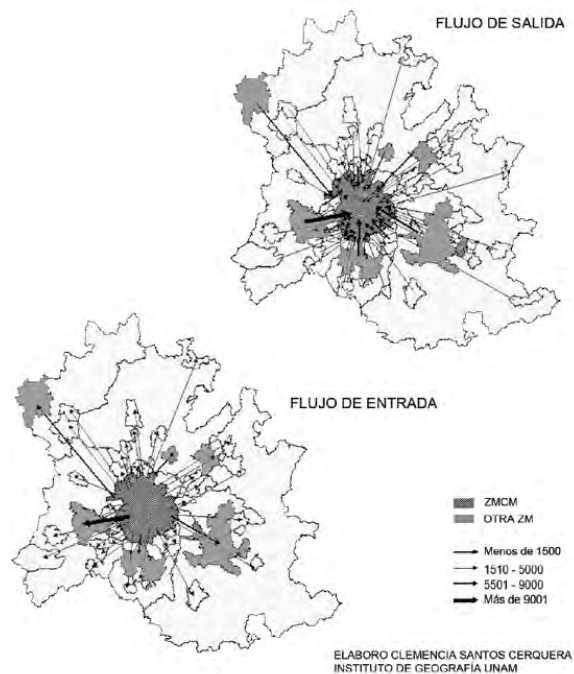 FLUJO DE SALIDA
FLUJO DE ENTRADA
ZMCM
OTRA ZM
Menos de 1500
1510 - 5000
5501 - 9000
Más de 9001
ELABORO CLEMENCIA SANTOS CERQUERA
INSTITUTO DE GEOGRAFÍA UNAM